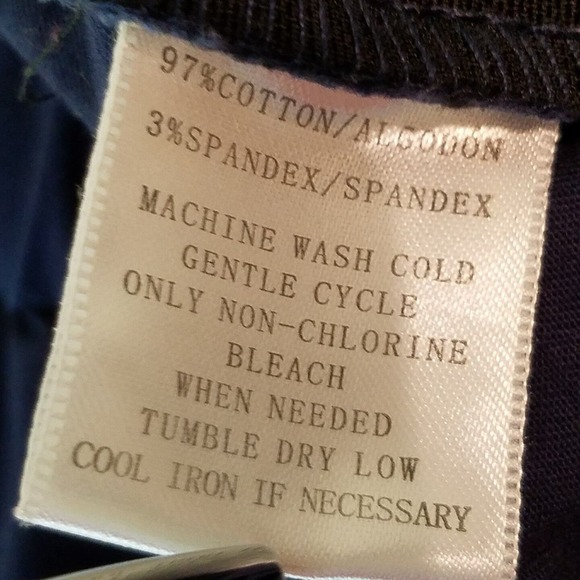 97%COTTON/ALGODON
3%SPANDEX/SPANDEX
MACHINE WASH COLD
GENTLE CYCLE
ONLY NON-CHLORINE
BLEACH
WHEN NEEDED
TUMBLE DRY LOW
COOL IRON IF NECESSARY